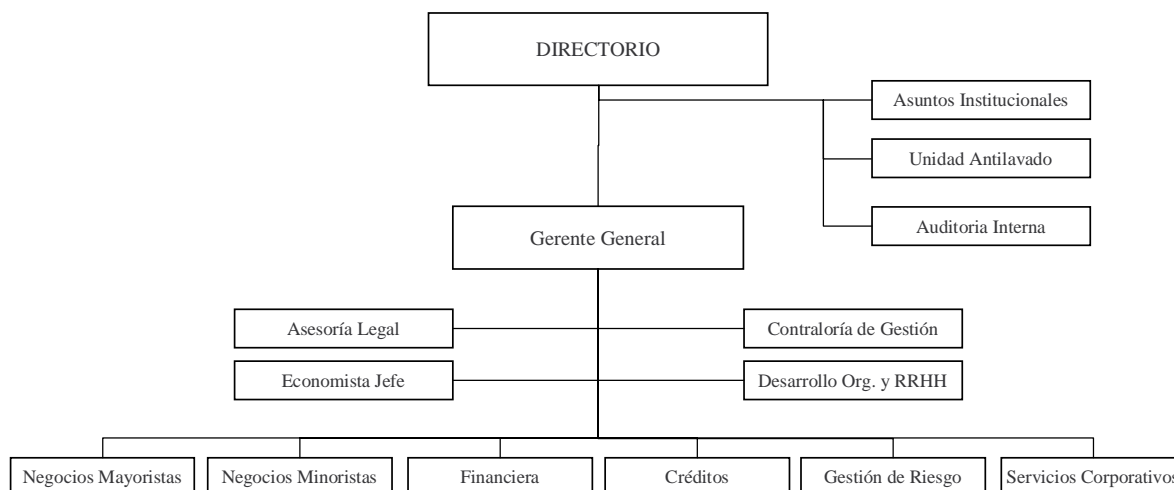 DIRECTORIO
Asuntos Institucionales
Unidad Antilavado
Auditoria Interna
Gerente General
Asesoría Legal
Contraloría de Gestión
Economista Jefe
Desarrollo Org. y RRHH
Negocios Mayoristas
Negocios Minoristas
Financiera
Créditos
Gestión de Riesgo
Servicios Corporativos